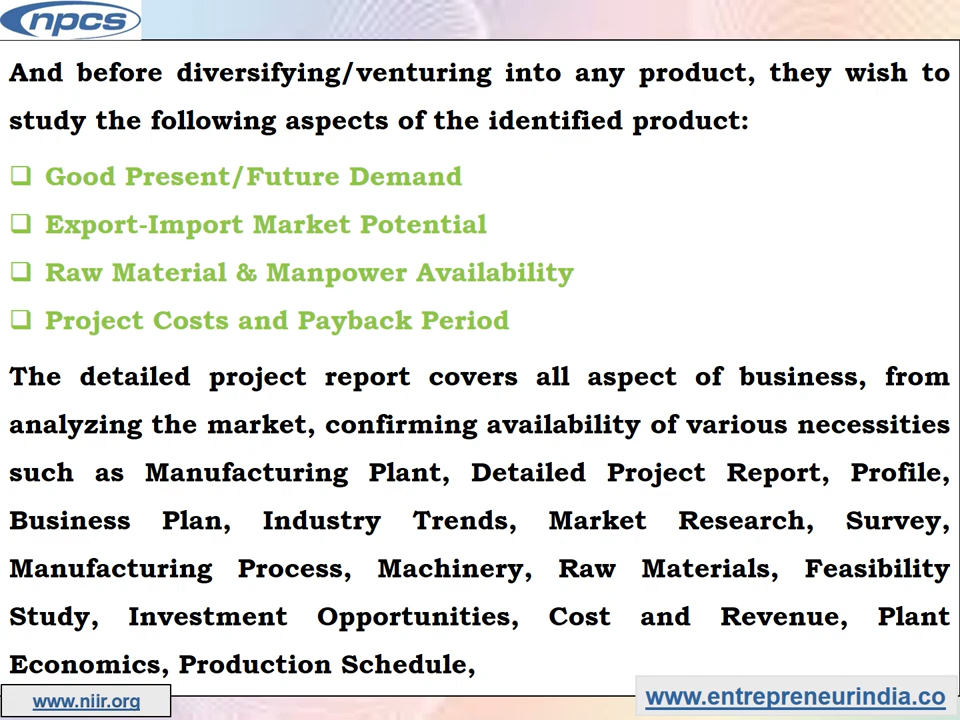 npcs
And before diversifying/venturing into any product, they wish to
study the following aspects of the identified product:
❑ Good Present/Future Demand
❑ Export-Import Market Potential
❑ Raw Material & Manpower Availability
❑ Project Costs and Payback Period
The detailed project report covers all aspect of business, from
analyzing the market, confirming availability of various necessities
such as Manufacturing Plant, Detailed Project Report, Profile,
Business Plan, Industry Trends, Market Research, Survey,
Manufacturing Process, Machinery, Raw Materials, Feasibility
Study, Investment Opportunities, Cost and Revenue, Plant
Economics, Production Schedule,
www.niir.org
www.entrepreneurindia.co